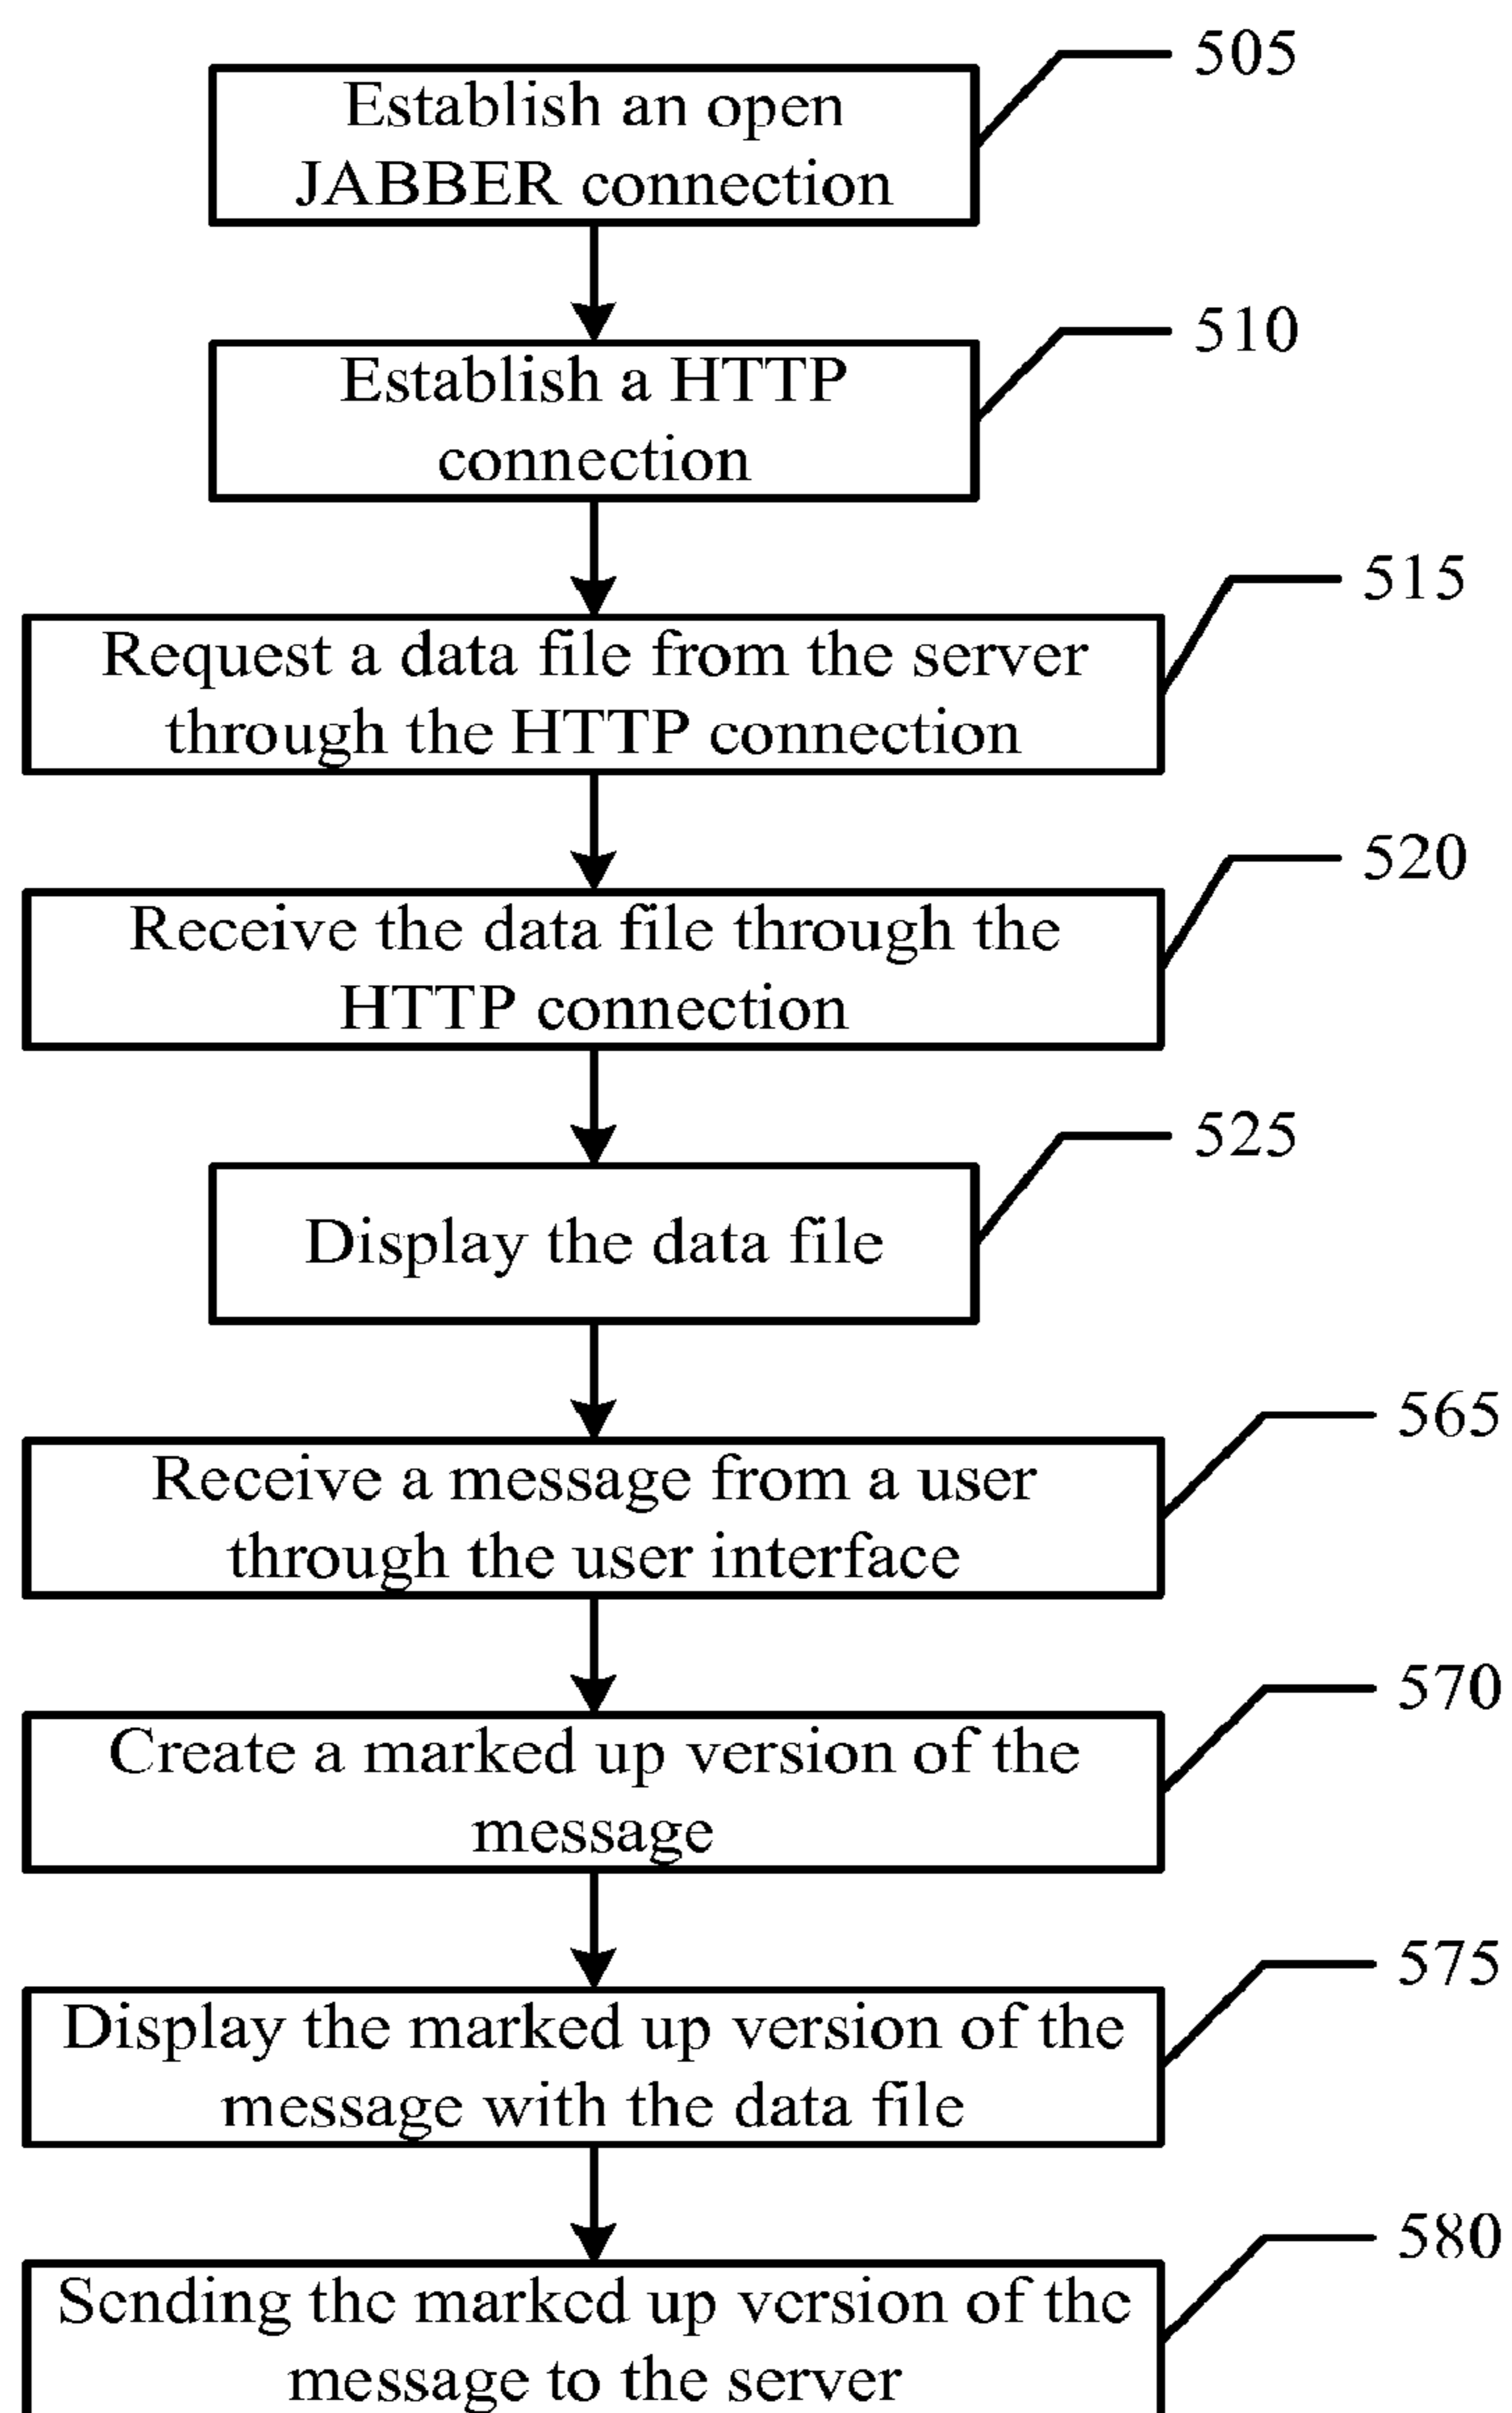 505
Establish an open
JABBER connection
510
Establish a HTTP
connection
515
Request a data file from the server
through the HTTP connection
520
Receive the data file through the
HTTP connection
525
Display the data file
565
Receive a message from a user
through the user interface
570
Create a marked up version of the
message
575
Display the marked up version of the
message with the data file
580
Sending the marked up version of the
message to the server